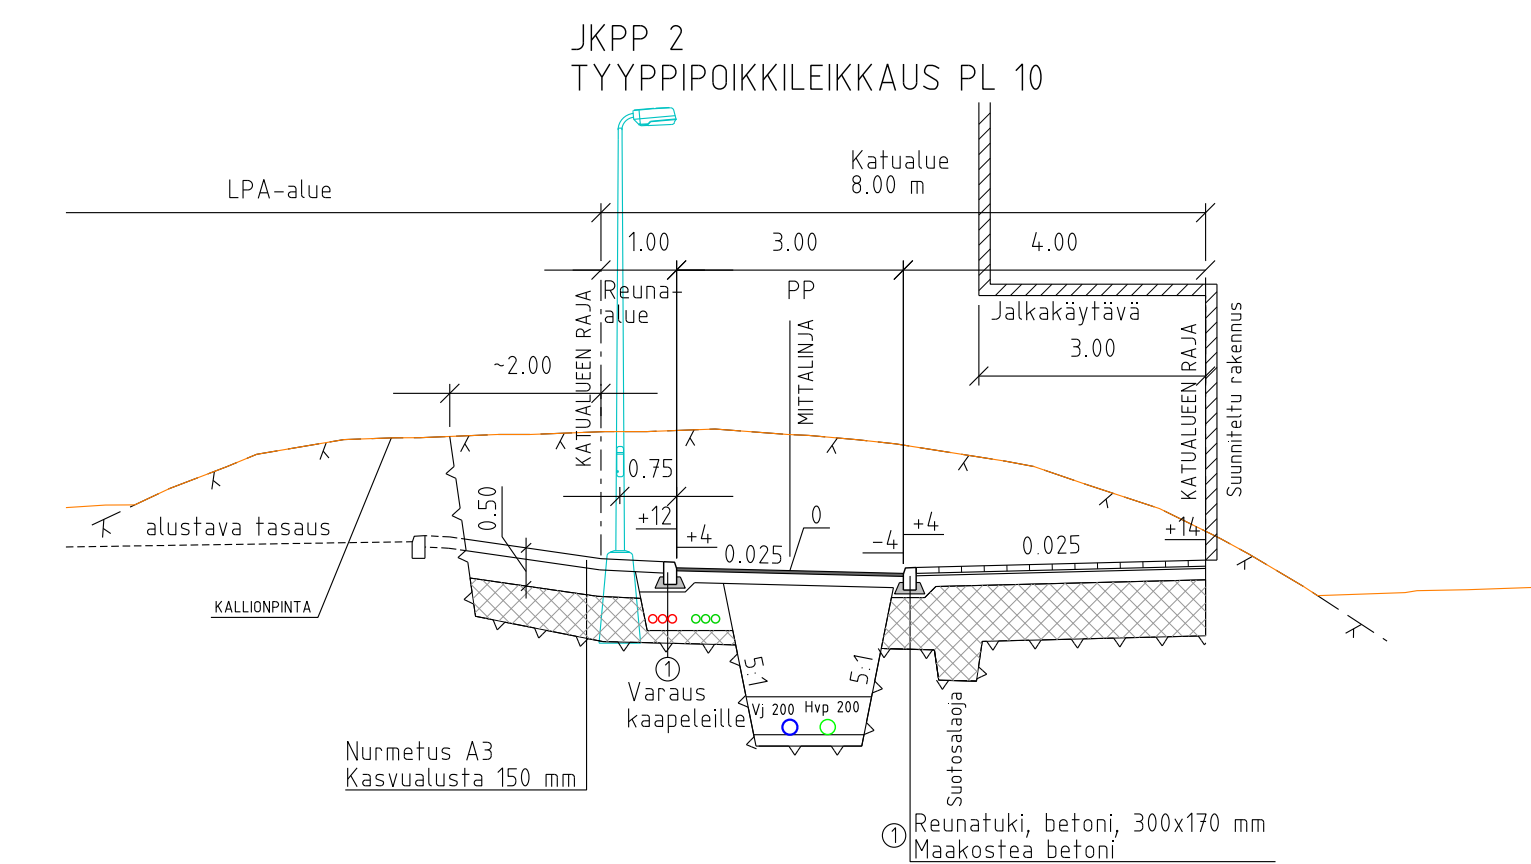 JKPP 2
TYYPPIPOIKKILEIKKAUS PL 10
Katualue
8.00 m
LPA-alue
1.00
3.00
4.00
Reuna-
alue
PP
Jalkakäytävä
3.00
KATUALUEEN RAJA
MITTALINJA
KATUALUEEN RAJA
Suunniteltu rakennus
~2.00
0.75
0.50
+12
+4
0
-4
+4
+14
0.025
0.025
alustava tasaus
KALLIONPINTA
5:1
5:1
1
Varaus
kaapeleille
Vj 200
Hvp 200
Suotosalaoja
Nurmetus A3
Kasvualusta 150 mm
1
Reunatuki, betoni, 300x170 mm
Maakostea betoni